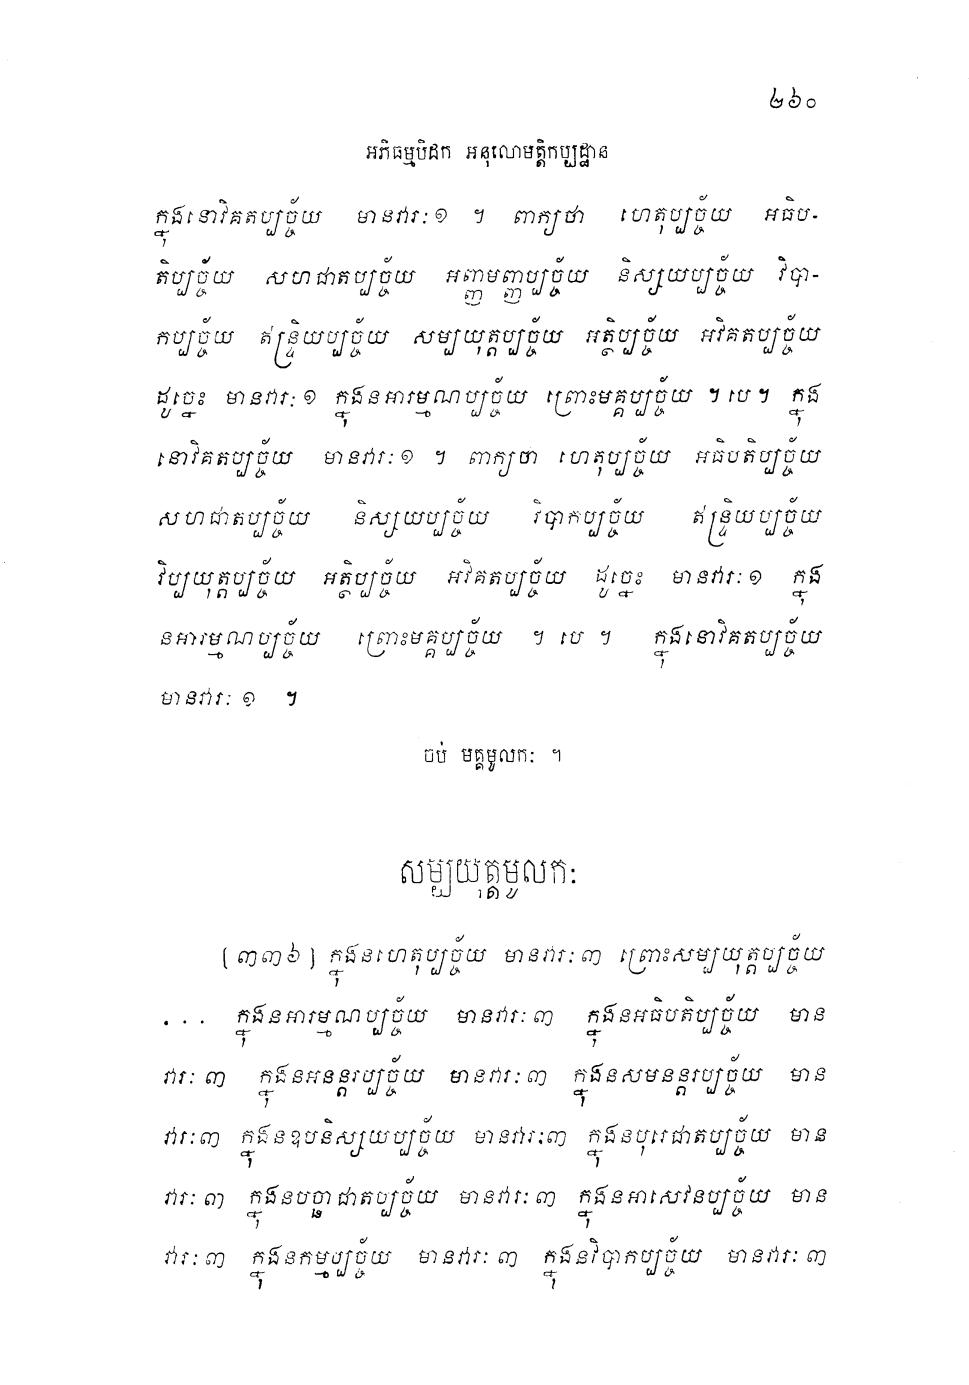 ២៦០
អភិធម្មបិដក អនុលោមត្តិកប្បដ្ឋាន
ក្នុងនោវិគតប្បច្ច័យ មានវារៈ ១ ។ ពាក្យថា ហេតុប្បច្ច័យ អធិប-
តិប្បច្ច័យ សហជាតប្បច្ច័យ អញ្ញមញ្ញប្បច្ច័យ និស្សយប្បច្ច័យ វិបា-
កប្បច្ច័យ ឥន្ទ្រិយប្បច្ច័យ សម្បយុត្តប្បច្ច័យ អត្ថិប្បច្ច័យ អវិគតប្បច្ច័យ
ដូច្នេះ មានវារៈ ១ ក្នុងនអារម្មណប្បច្ច័យ ព្រោះមគ្គប្បច្ច័យ ។ បេ ។ ក្នុង
នោវិគតប្បច្ច័យ មានវារៈ ១ ។ ពាក្យថា ហេតុប្បច្ច័យ អធិបតិប្បច្ច័យ
សហជាតប្បច្ច័យ និស្សយប្បច្ច័យ វិបាកប្បច្ច័យ ឥន្ទ្រិយប្បច្ច័យ
វិប្បយុត្តប្បច្ច័យ អត្ថិប្បច្ច័យ អវិគតប្បច្ច័យ ដូច្នេះ មានវារៈ ១ ក្នុង
នអារម្មណប្បច្ច័យ ព្រោះមគ្គប្បច្ច័យ ។ បេ ។ ក្នុងនោវិគតប្បច្ច័យ
មានវារៈ ១ ។
ចប់ មគ្គមូលកៈ ។
សម្បយុត្តមូលកៈ
[៣៣៦] ក្នុងនហេតុប្បច្ច័យ មានវារៈ ៣ ព្រោះសម្បយុត្តប្បច្ច័យ
... ក្នុងនអារម្មណប្បច្ច័យ មានវារៈ ៣ ក្នុងនអធិបតិប្បច្ច័យ មាន
វារៈ ៣ ក្នុងនអនន្តរប្បច្ច័យ មានវារៈ ៣ ក្នុងនសមនន្តរប្បច្ច័យ មាន
វារៈ ៣ ក្នុងនឧបនិស្សយប្បច្ច័យ មានវារៈ ៣ ក្នុងនបុរេជាតប្បច្ច័យ មាន
វារៈ ៣ ក្នុងនបច្ឆាជាតប្បច្ច័យ មានវារៈ ៣ ក្នុងនអាសេវនប្បច្ច័យ មាន
វារៈ ៣ ក្នុងនកម្មប្បច្ច័យ មានវារៈ ៣ ក្នុងនវិបាកប្បច្ច័យ មានវារៈ ៣